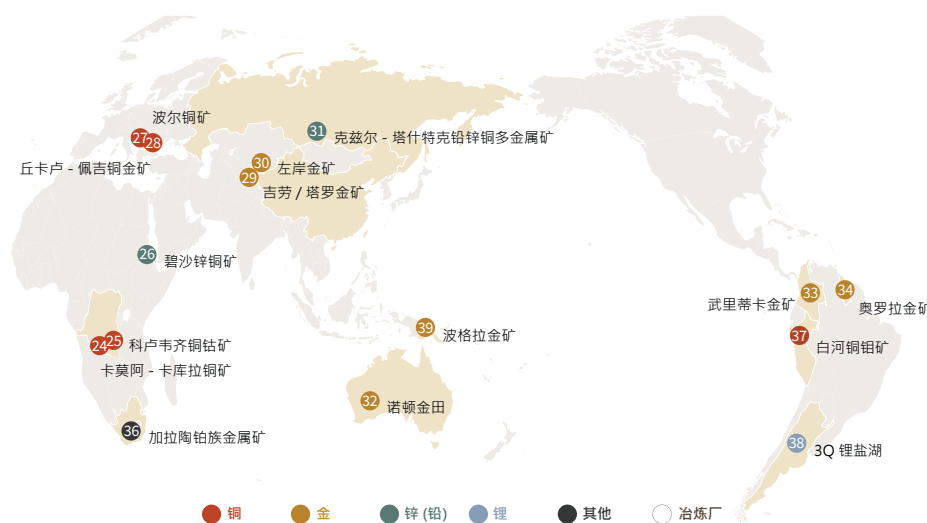 波尔铜矿
27
28
31
克兹尔 - 塔什特克铅锌铜多金属矿
丘卡卢 - 佩吉铜金矿
30
左岸金矿
29
吉劳 / 塔罗金矿
26
碧沙锌铜矿
33
34
武里蒂卡金矿
奥罗拉金矿
39
波格拉金矿
37
白河铜钼矿
24
25
科卢韦齐铜钴矿
卡莫阿 - 卡库拉铜矿
32
诺顿金田
36
加拉陶铂族金属矿
38
3Q 锂盐湖
铜 金 锌 (铅) 锂 其他 冶炼厂